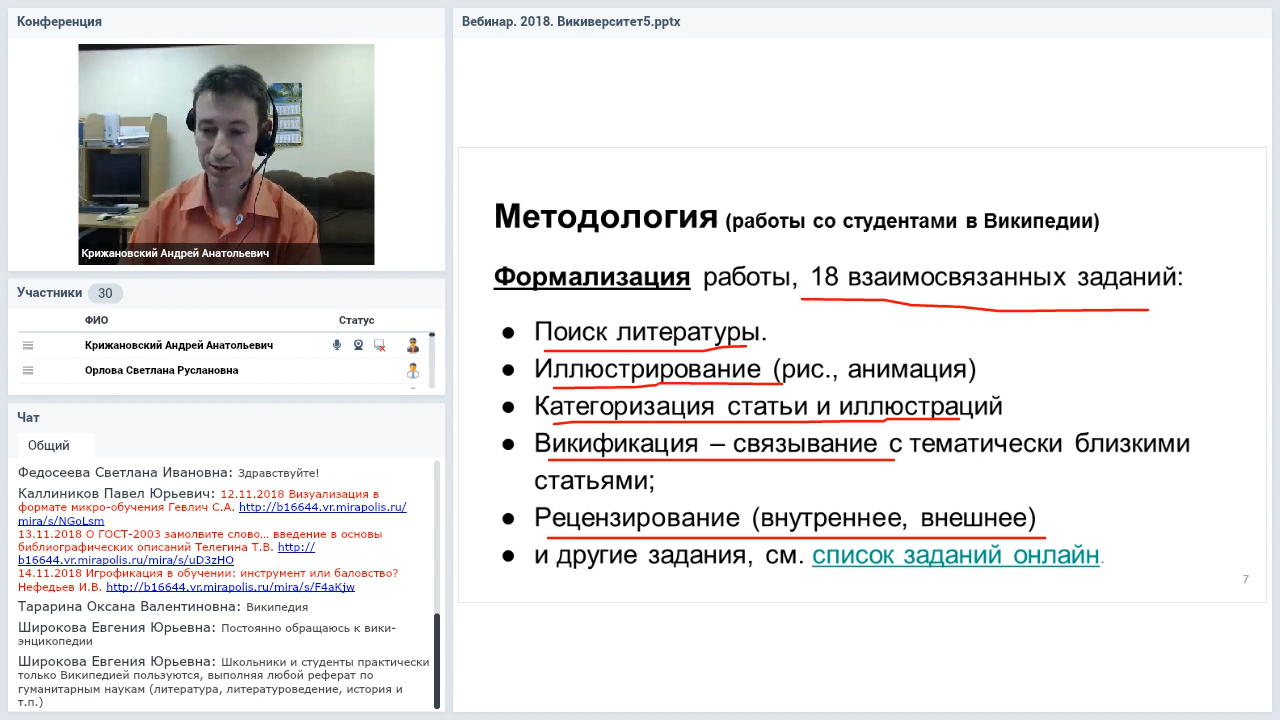 Конференция
Крижановский Андрей Анатольевич
Участники 30
ФИО Статус
Крижановский Андрей Анатольевич
Орлова Светлана Руслановна
Чат
Общий
Федосеева Светлана Ивановна: Здравствуйте!
Каллиников Павел Юрьевич: 12.11.2018 Визуализация в
формате микро-обучения Гевлич С.А. http://b16644.vr.mirapolis.ru/
mira/s/NGoLsm
13.11.2018 О ГОСТ-2003 замолвите слово... введение в основы
библиографических описаний Телегина Т.В. http://
b16644.vr.mirapolis.ru/mira/s/uD3zHO
14.11.2018 Игрофикация в обучении: инструмент или баловство?
Нефедьев И.В. http://b16644.vr.mirapolis.ru/mira/s/F4aKjw
Тарарина Оксана Валентиновна: Википедия
Широкова Евгения Юрьевна: Постоянно обращаюсь к вики-
энциклопедии
Широкова Евгения Юрьевна: Школьники и студенты практически
только Википедией пользуются, выполняя любой реферат по
гуманитарным наукам (литература, литературоведение, история и
т.п.)
Вебинар. 2018. Викиверситет5.pptx
Методология (работы со студентами в Википедии)
Формализация работы, 18 взаимосвязанных заданий:
● Поиск литературы.
● Иллюстрирование (рис., анимация)
● Категоризация статьи и иллюстраций
● Викификация – связывание с тематически близкими
статьями;
● Рецензирование (внутреннее, внешнее)
● и другие задания, см. список заданий онлайн.
7